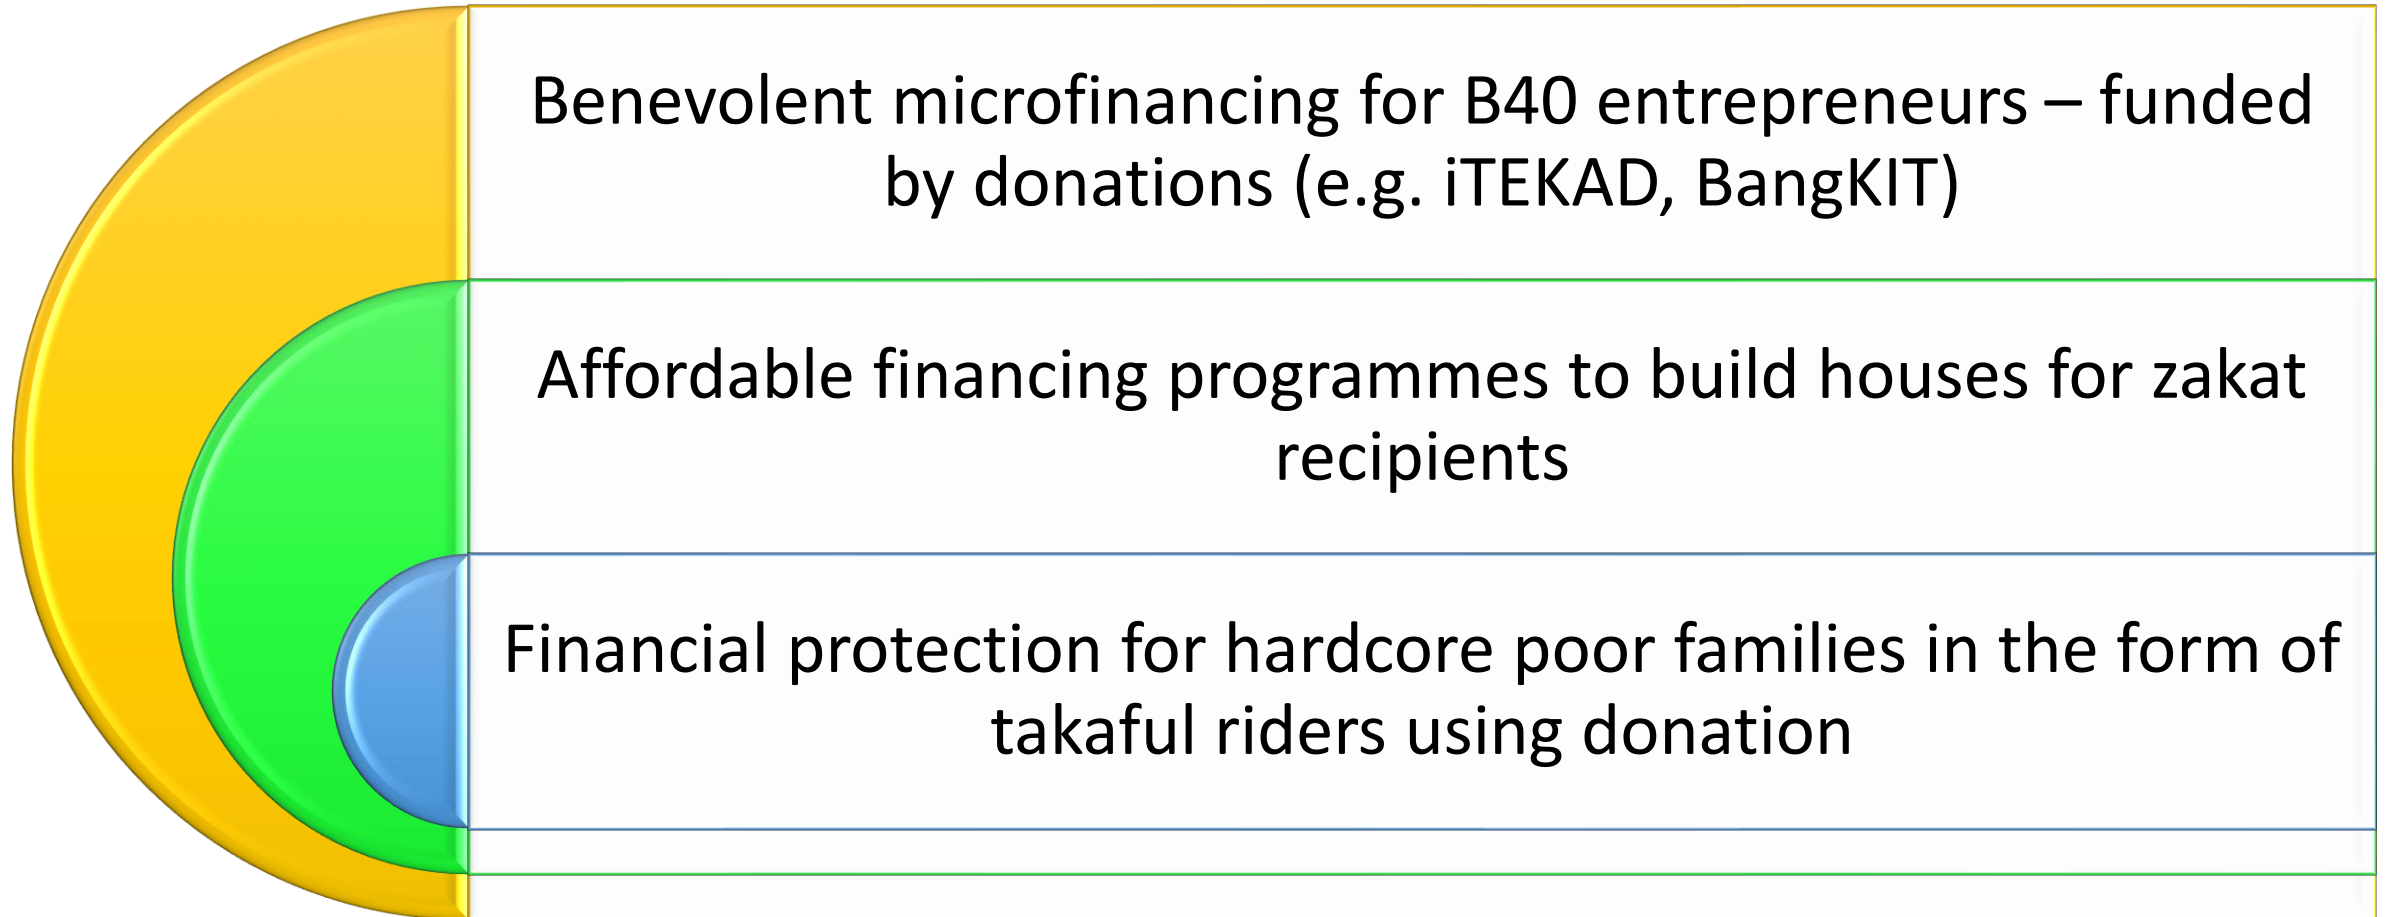 Benevolent microfinancing for B40 entrepreneurs – funded
by donations (e.g. iTEKAD, BangKIT)
Affordable financing programmes to build houses for zakat
recipients
Financial protection for hardcore poor families in the form of
takaful riders using donation